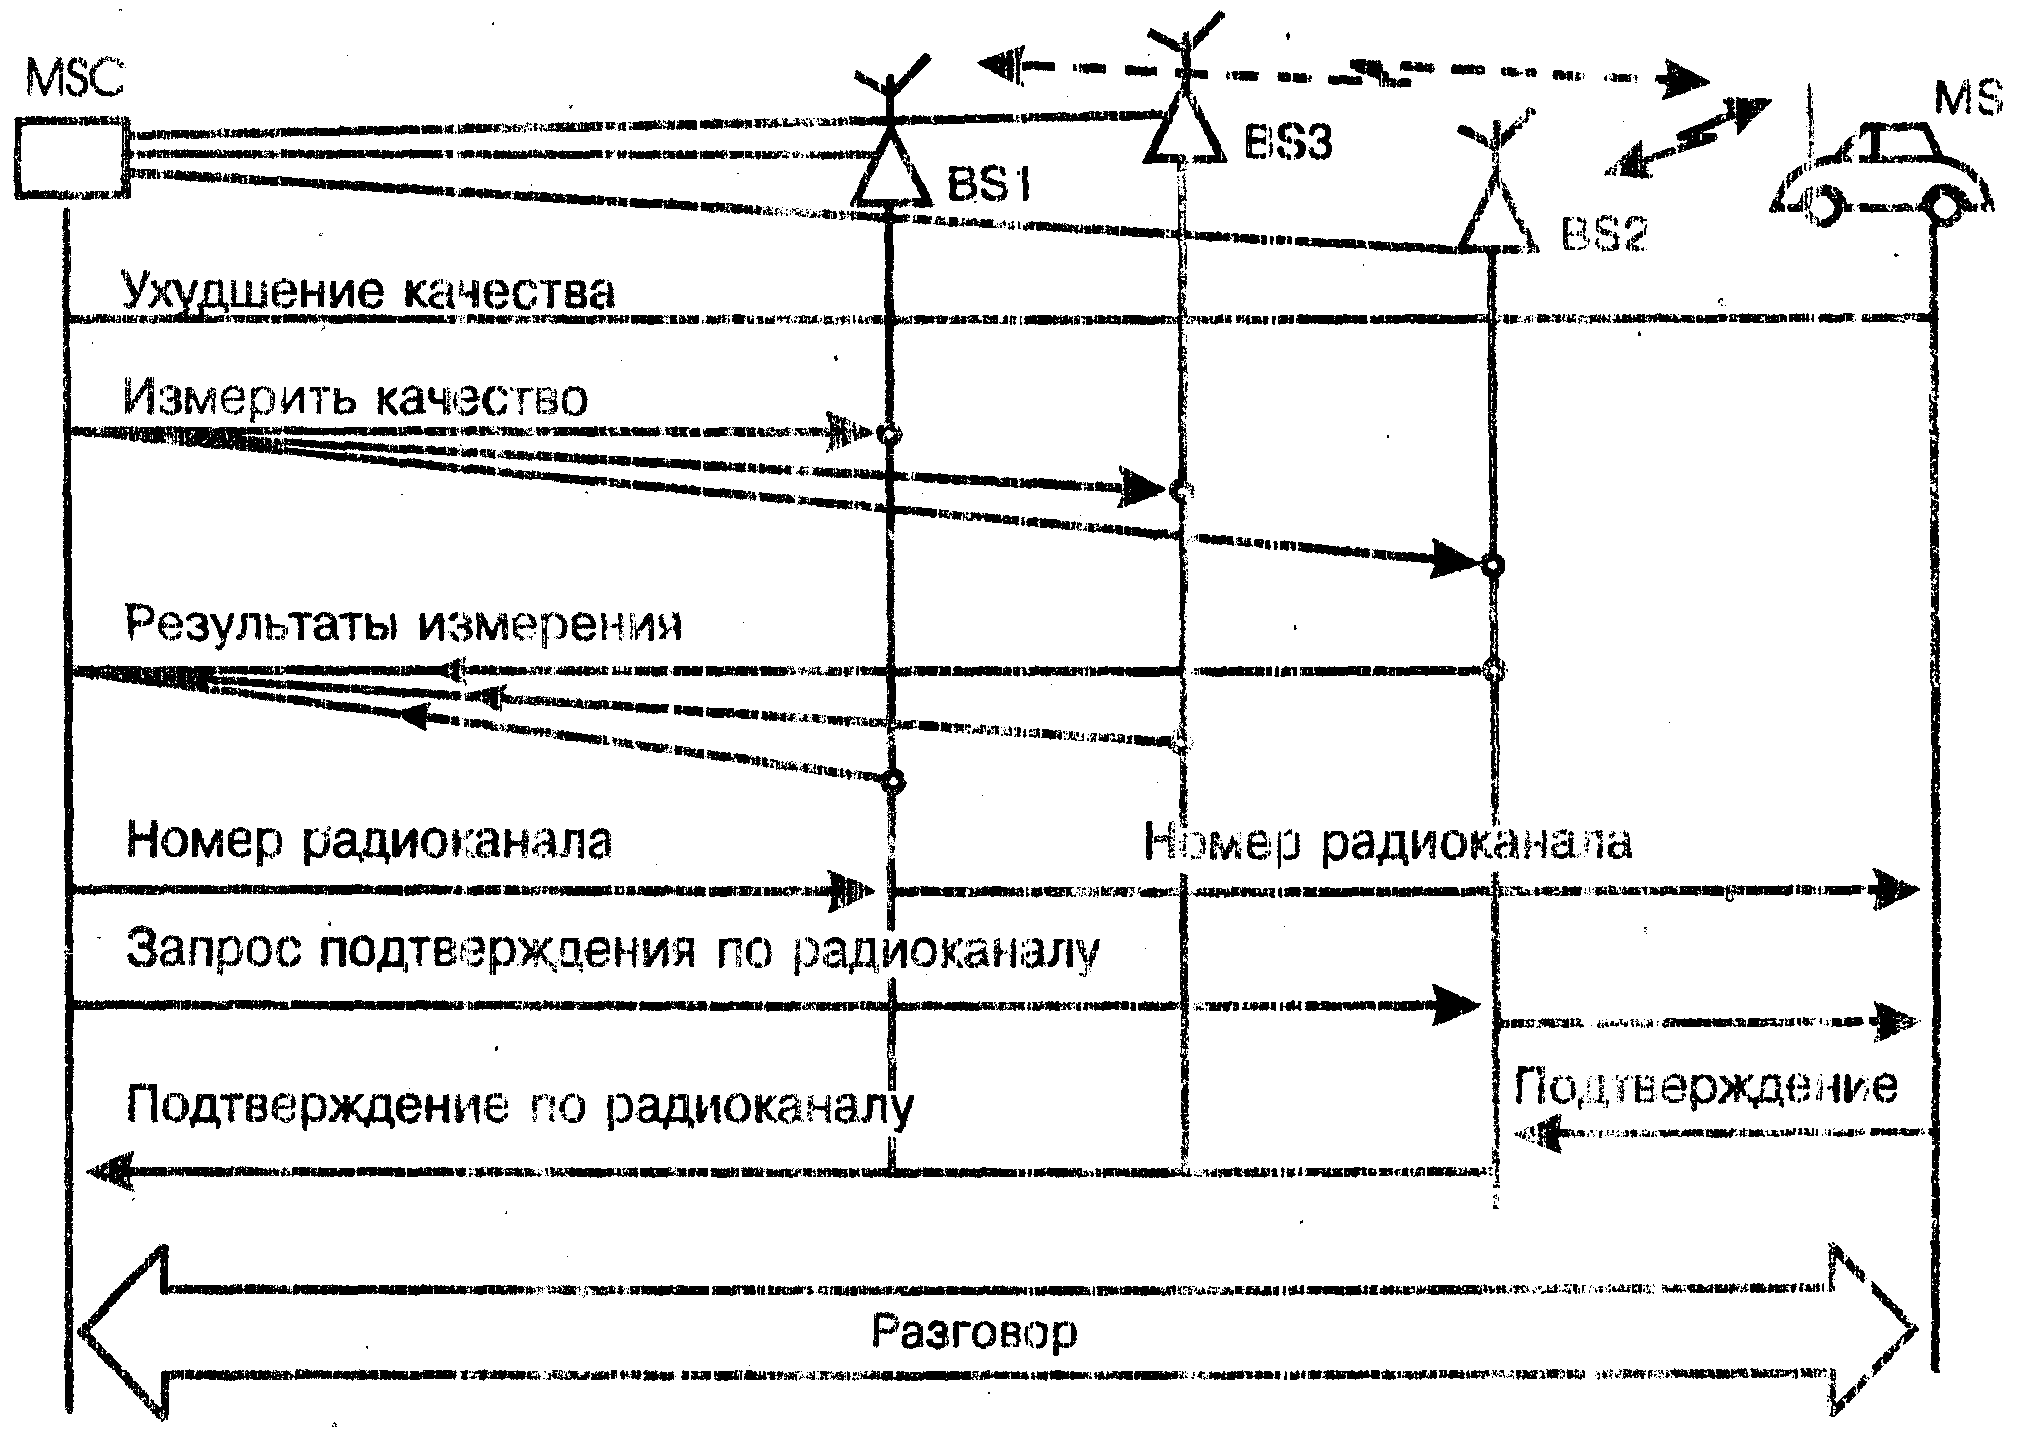 MSC
MS
BS3
BS1
BS2
Ухудшение качества
Измерить качество
Результаты измерения
Номер радиоканала
Номер радиоканала
Запрос подтверждения по радиоканалу
Подтверждение
Подтверждение по радиоканалу
Разговор